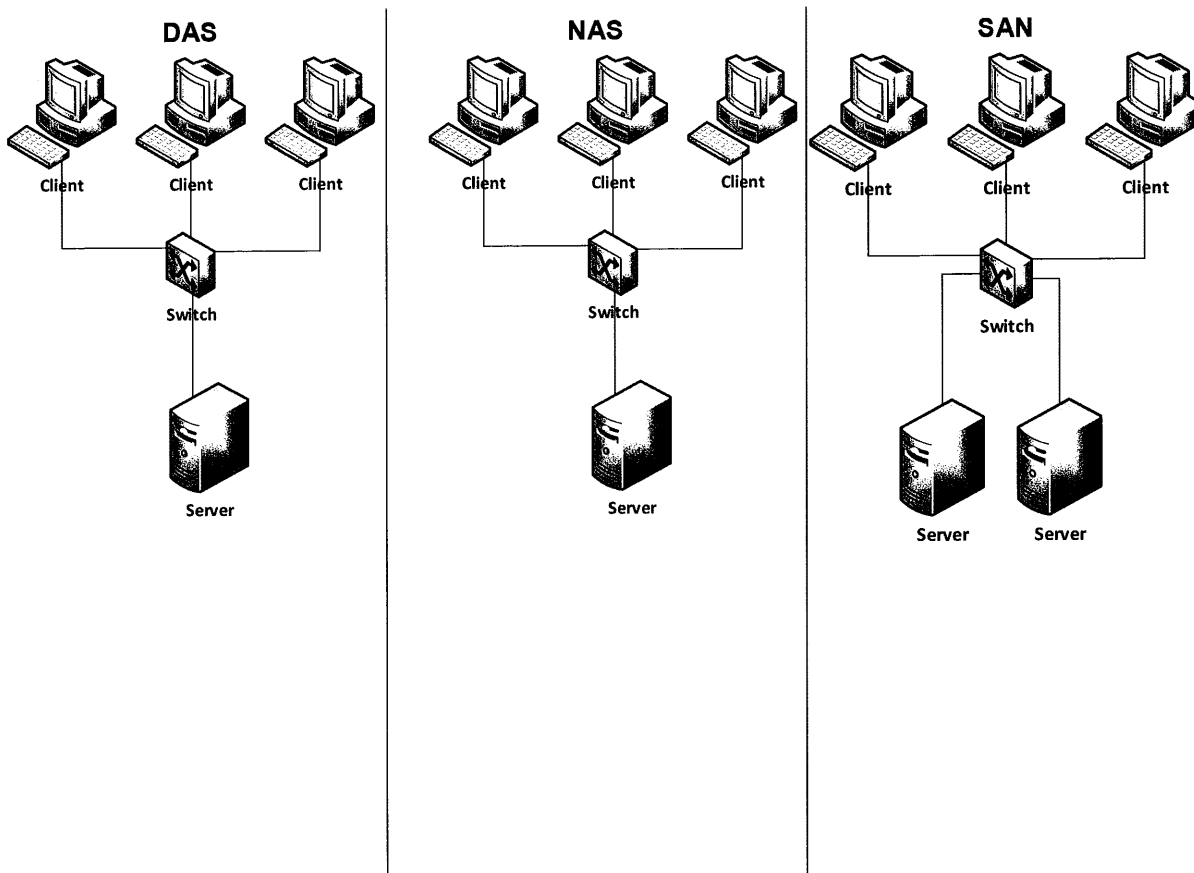 DAS
Client Client Client
Switch
Server
NAS
Client Client Client
Switch
Server
SAN
Client Client Client
Switch
Server Server